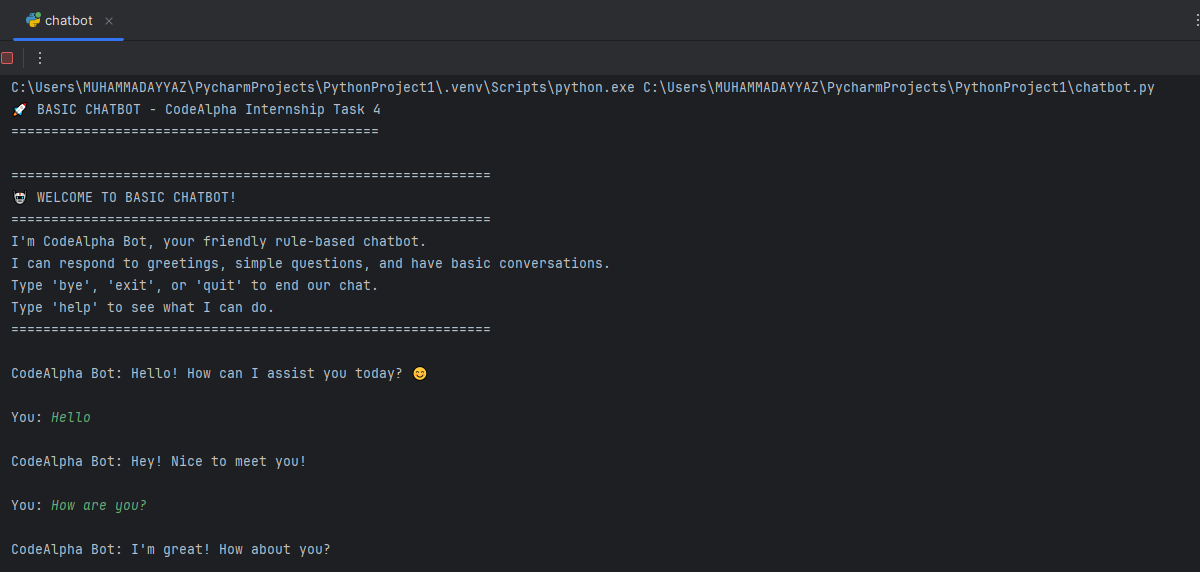 chatbot
C:\Users\MUHAMMADAYYAZ\PycharmProjects\PythonProject1\.venv\Scripts\python.exe C:\Users\MUHAMMADAYYAZ\PycharmProjects\PythonProject1\chatbot.py
🚀 BASIC CHATBOT - CodeAlpha Internship Task 4
==============================================
============================================================
🤖 WELCOME TO BASIC CHATBOT!
============================================================
I'm CodeAlpha Bot, your friendly rule-based chatbot.
I can respond to greetings, simple questions, and have basic conversations.
Type 'bye', 'exit', or 'quit' to end our chat.
Type 'help' to see what I can do.
============================================================
CodeAlpha Bot: Hello! How can I assist you today? 😊
You: Hello
CodeAlpha Bot: Hey! Nice to meet you!
You: How are you?
CodeAlpha Bot: I'm great! How about you?